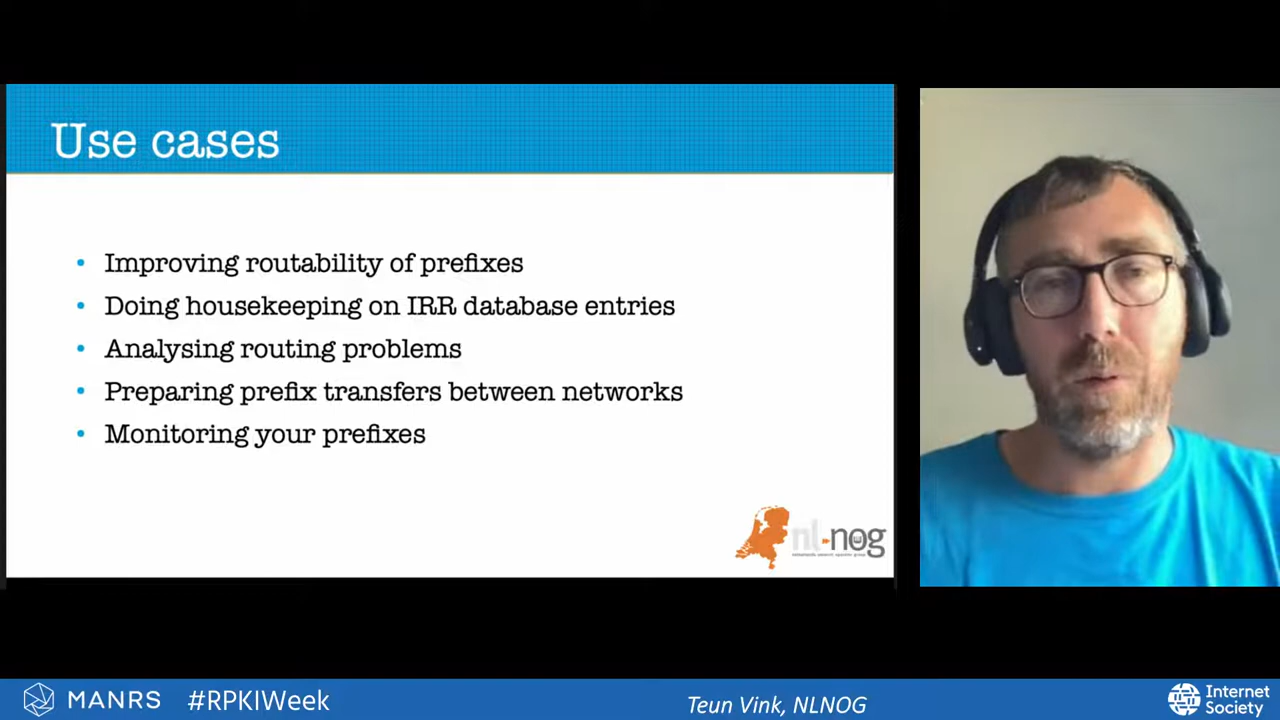 Use cases
• Improving routability of prefixes
• Doing housekeeping on IRR database entries
• Analysing routing problems
• Preparing prefix transfers between networks
• Monitoring your prefixes
nl-nog
MANRS
#RPKIWeek
Teun Vink, NLNOG
Internet
Society